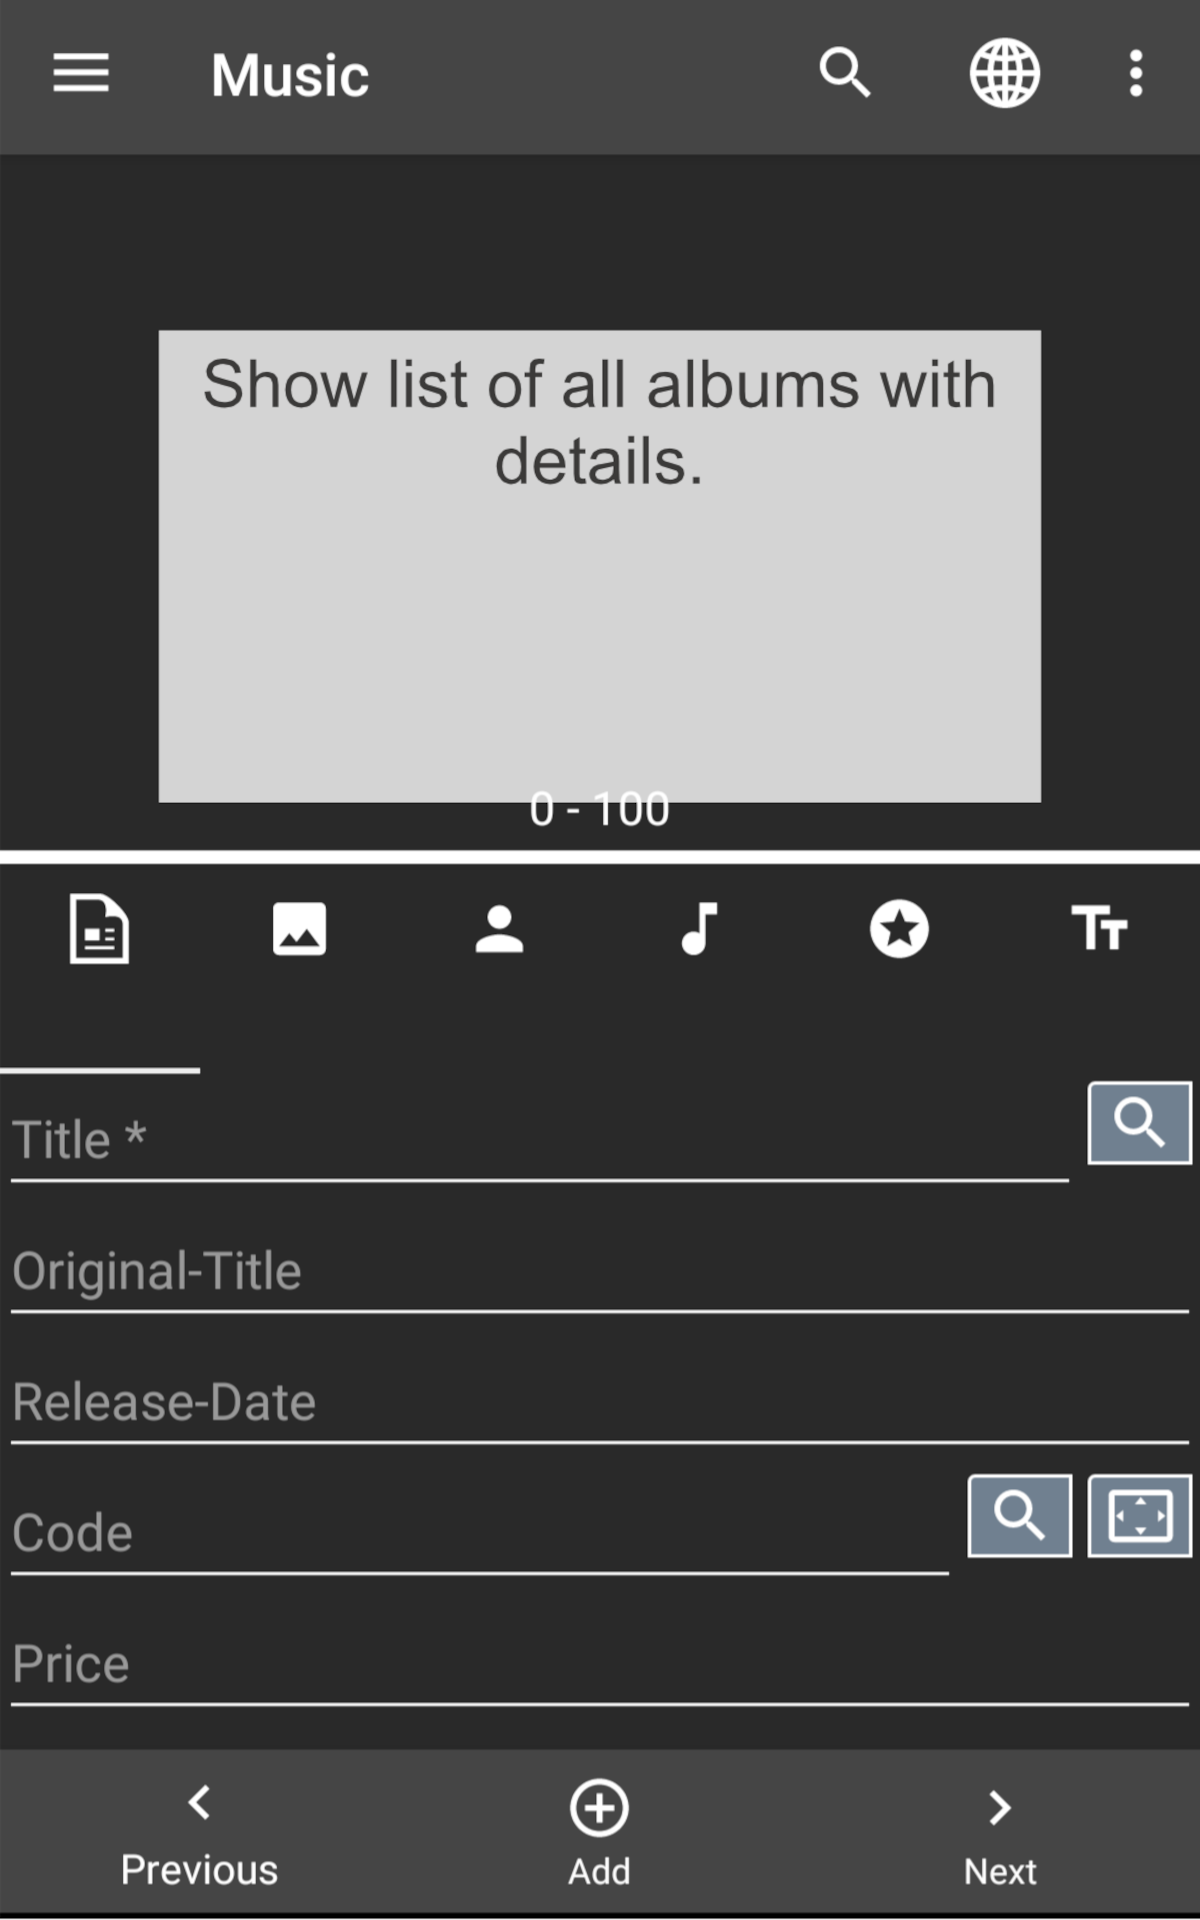 Music
Show list of all albums with
details.
0 - 100
Title *
Original-Title
Release-Date
Code
Price
Previous
Add
Next